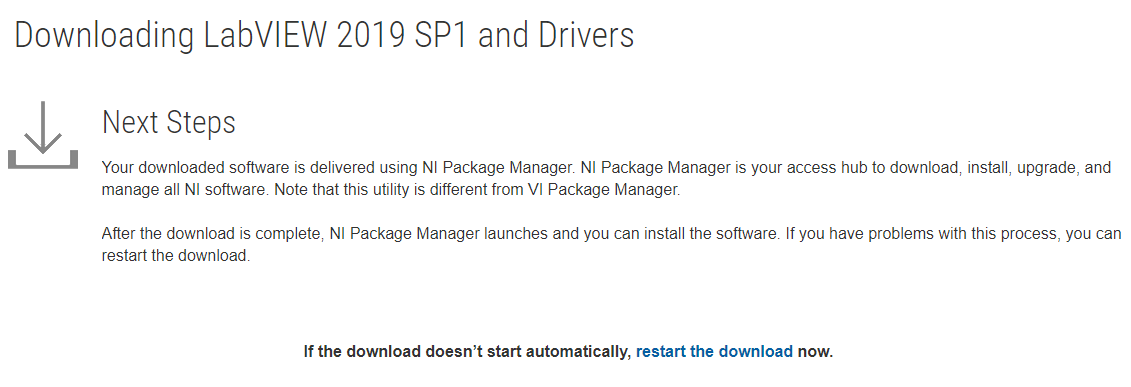 Downloading LabVIEW 2019 SP1 and Drivers
Next Steps
Your downloaded software is delivered using NI Package Manager. NI Package Manager is your access hub to download, install, upgrade, and
manage all NI software. Note that this utility is different from VI Package Manager.
After the download is complete, NI Package Manager launches and you can install the software. If you have problems with this process, you can
restart the download.
If the download doesn’t start automatically, restart the download now.